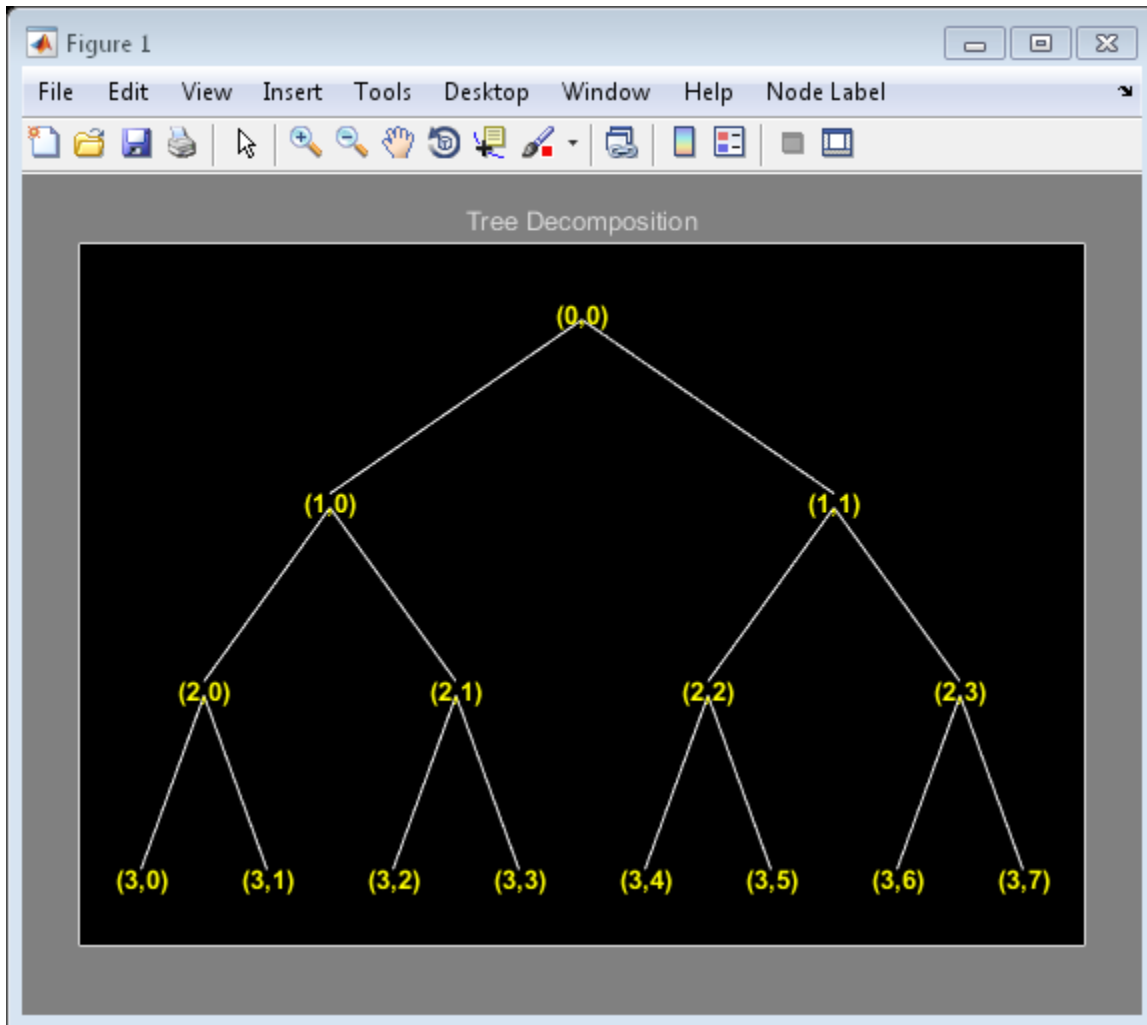 Figure 1
File Edit View Insert Tools Desktop Window Help Node Label
Tree Decomposition
(0,0)
(1,0) (1,1)
(2,0) (2,1) (2,2) (2,3)
(3,0) (3,1) (3,2) (3,3) (3,4) (3,5) (3,6) (3,7)